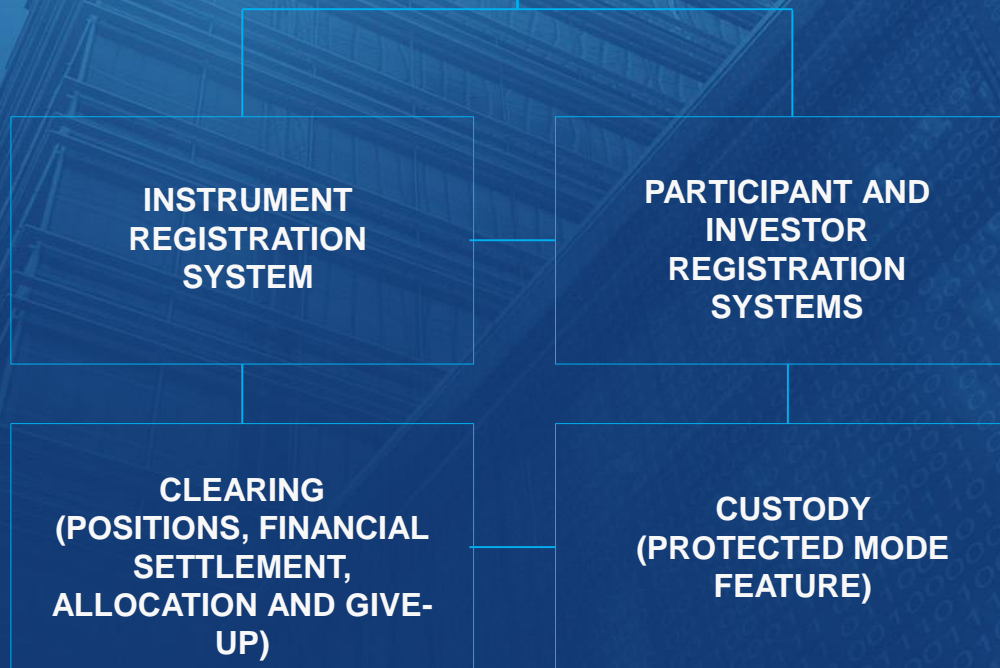 INSTRUMENT
REGISTRATION
SYSTEM
PARTICIPANT AND
INVESTOR
REGISTRATION
SYSTEMS
CLEARING
(POSITIONS, FINANCIAL
SETTLEMENT,
ALLOCATION AND GIVE-
UP)
CUSTODY
(PROTECTED MODE
FEATURE)